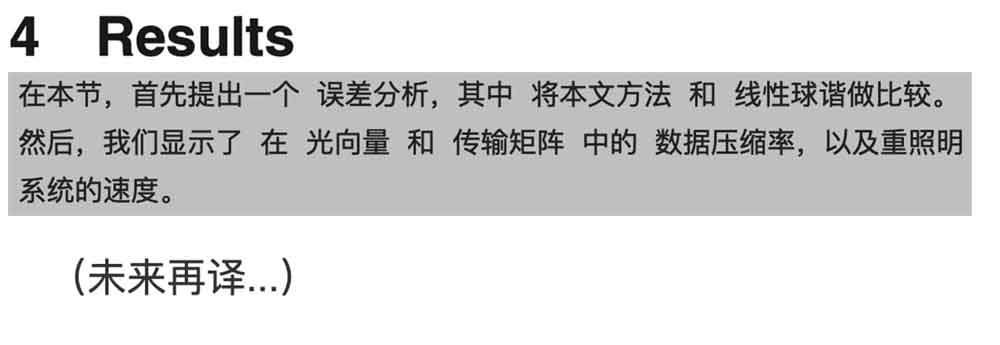 4 Results
在本节，首先提出一个 误差分析，其中 将本文方法 和 线性球谐做比较。
然后，我们显示了 在 光向量 和 传输矩阵 中的 数据压缩率，以及重照明
系统的速度。
（未来再译...）